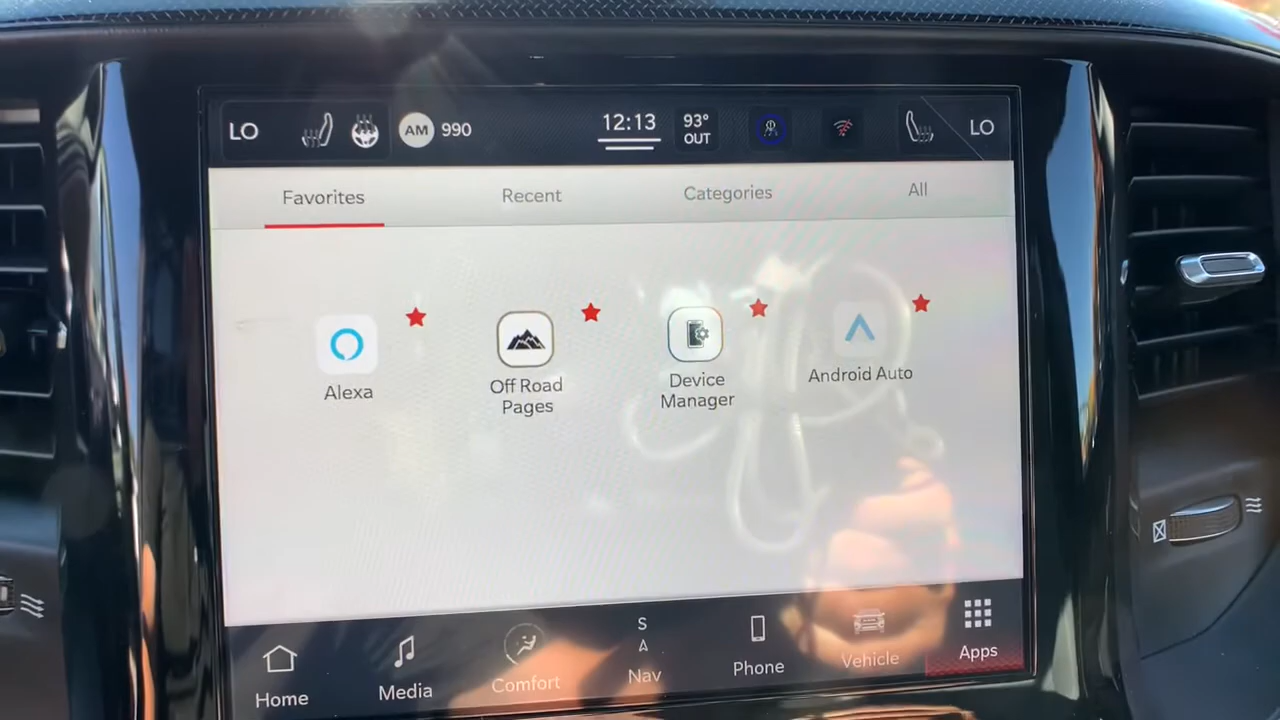 LO
AM 990
12:13
93°
OUT
LO
Favorites
Recent
Categories
All
Alexa
Off Road
Pages
Device
Manager
Android Auto
Home
Media
Comfort
S
Nav
Phone
Vehicle
Apps